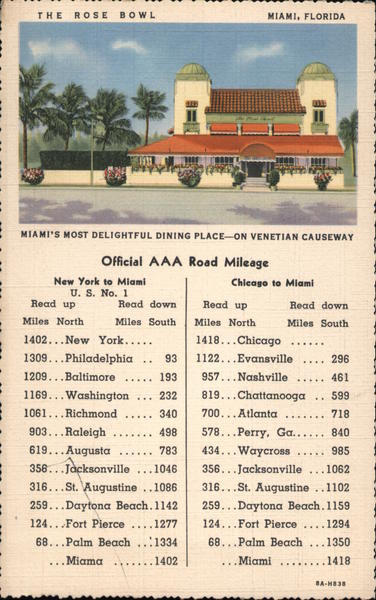 THE ROSE BOWL MIAMI, FLORIDA
The Rose Bowl
MIAMI'S MOST DELIGHTFUL DINING PLACE—ON VENETIAN CAUSEWAY
Official AAA Road Mileage
New York to Miami
U. S. No. 1
Read up Read down
Miles North Miles South
1402...New York.....
1309...Philadelphia .. 93
1209...Baltimore ..... 193
1169...Washington ... 232
1061...Richmond ..... 340
903...Raleigh ....... 498
619...Augusta ...... 783
356...Jacksonville ...1046
316...St. Augustine ..1086
259...Daytona Beach.1142
124...Fort Pierce ....1277
68...Palm Beach ...1334
...Miama .......1402
Chicago to Miami
Read up Read down
Miles North Miles South
1418...Chicago ......
1122...Evansville .... 296
957...Nashville ..... 461
819...Chattanooga .. 599
700...Atlanta ....... 718
578...Perry, Ga..... 840
434...Waycross ..... 985
356...Jacksonville ...1062
316...St. Augustine ..1102
259...Daytona Beach.1159
124...Fort Pierce ....1294
68...Palm Beach ...1350
...Miami ........1418
8A-H838